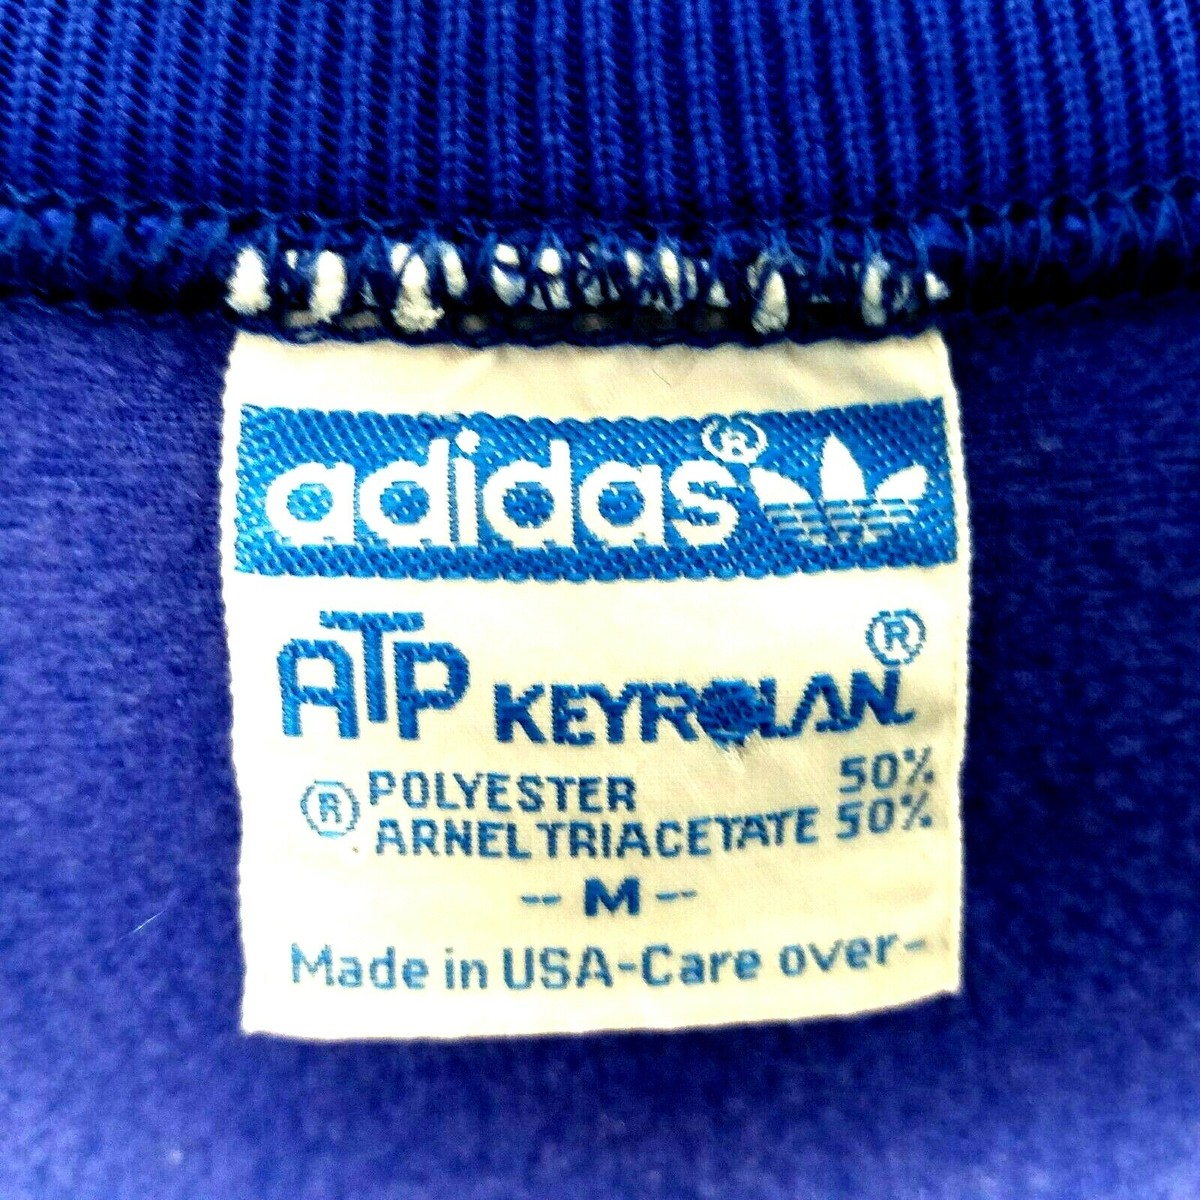 adidas®
ATP KEYROLAN®
® POLYESTER 50%
ARNEL TRIACETATE 50%
-- M --
Made in USA-Care over-